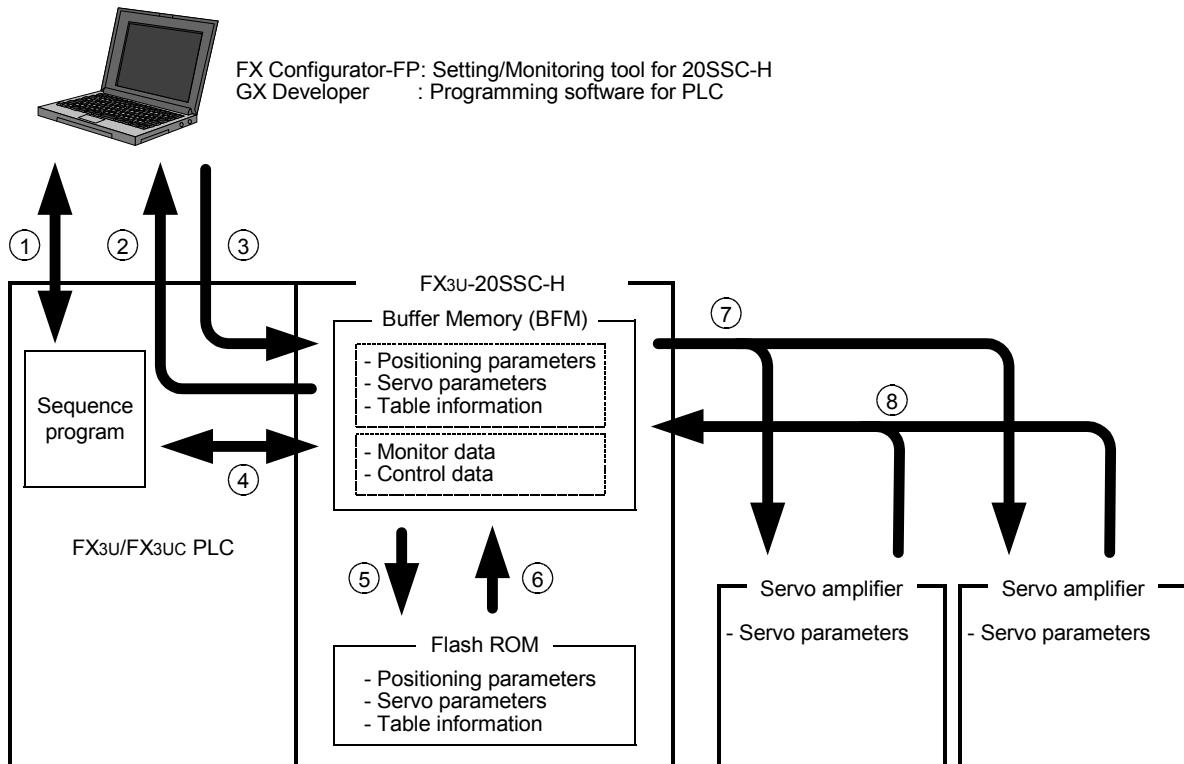 FX Configurator-FP: Setting/Monitoring tool for 20SSC-H
GX Developer : Programming software for PLC
1
2
3
FX3U-20SSC-H
7
Buffer Memory (BFM)
- Positioning parameters
- Servo parameters
- Table information
8
Sequence
program
- Monitor data
- Control data
4
FX3U/FX3UC PLC
5
6
Servo amplifier
Servo amplifier
- Servo parameters
- Servo parameters
Flash ROM
- Positioning parameters
- Servo parameters
- Table information